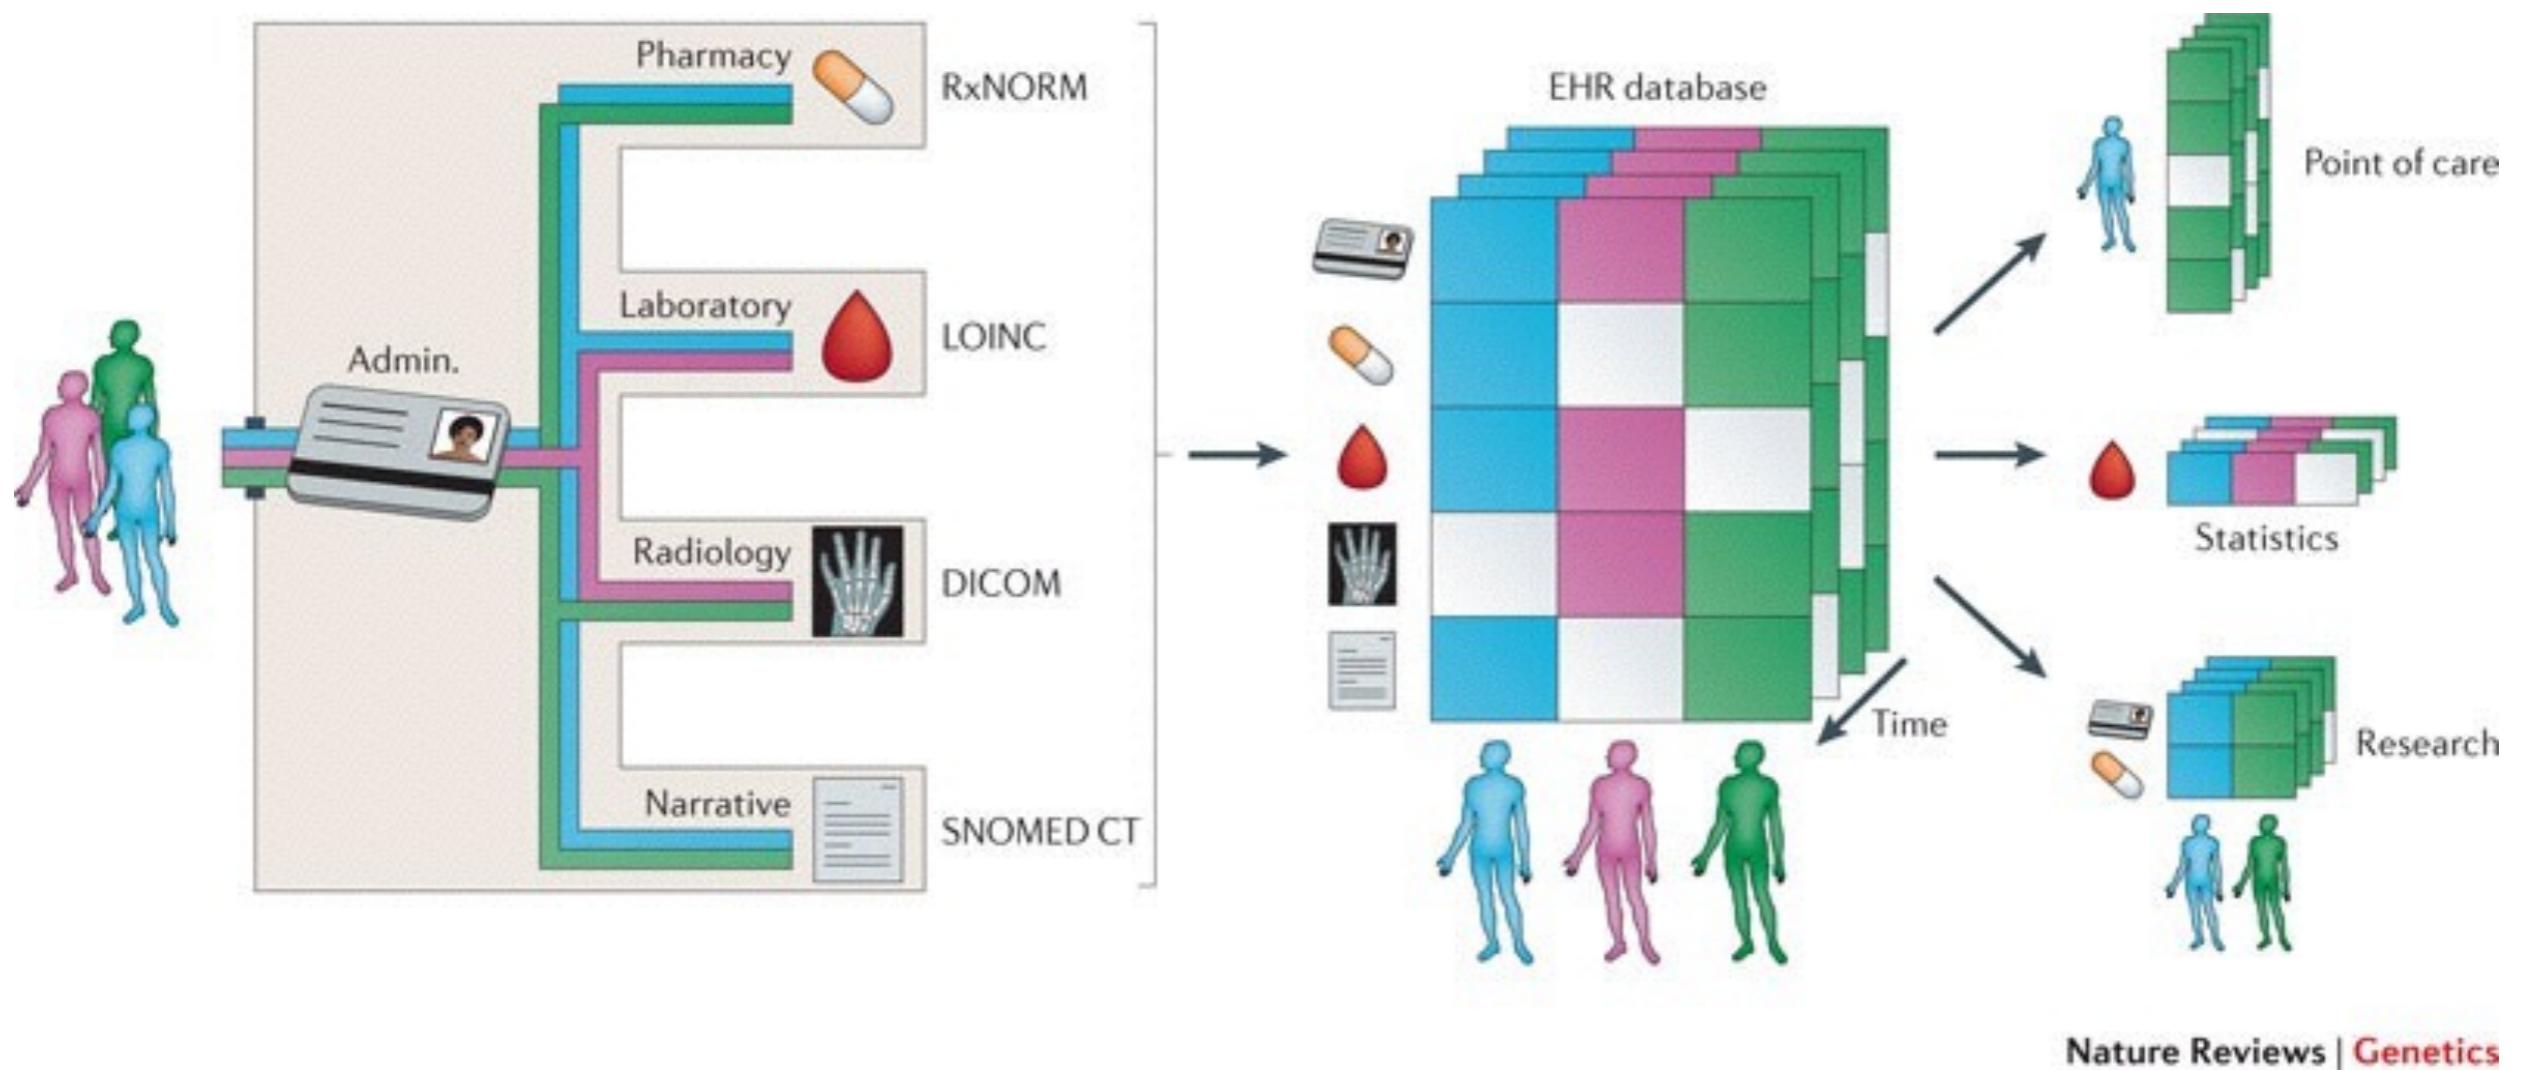 Pharmacy
RxNORM
Laboratory
LOINC
Admin.
Radiology
DICOM
Narrative
SNOMED CT
EHR database
Time
Point of care
Statistics
Research
Nature Reviews | Genetics